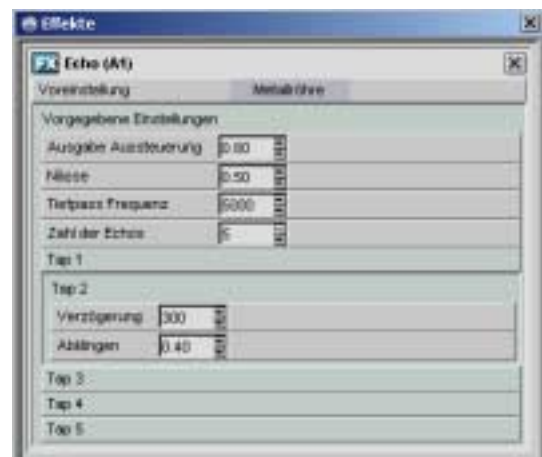 Effekte
FX Echo (A1)
Voreinstellung Metallröhre
Vorgegebene Einstellungen
Ausgabe Aussteuerung 0.80
Nässe 0.50
Tiefpass Frequenz 5000
Zahl der Echos 5
Tap 1
Tap 2
Verzögerung 300
Abklingen 0.40
Tap 3
Tap 4
Tap 5